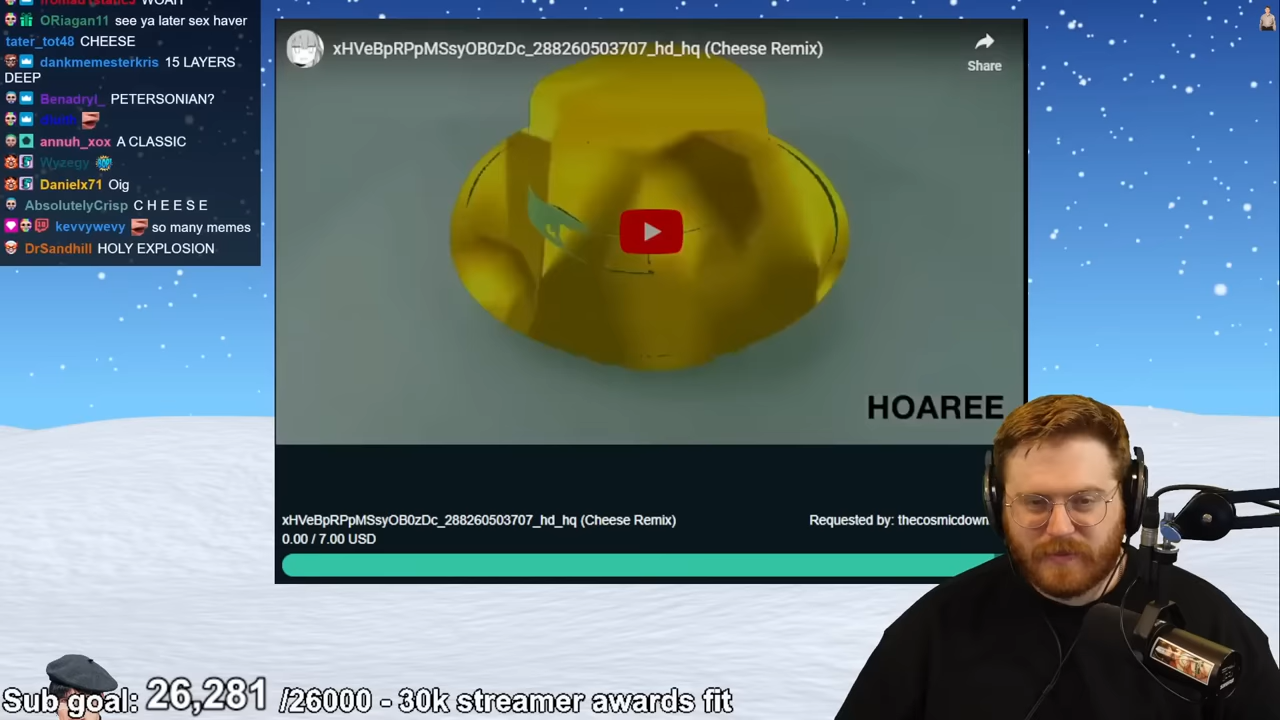 WOAH
ORiagan11 see ya later sex haver
tater_tot48 CHEESE
dankmemesterkris 15 LAYERS
DEEP
Benadryl_ PETERSONIAN?
annuh_xox A CLASSIC
Wyzegy
Danielx71 Oig
AbsolutelyCrisp C H E E S E
kevvywevy so many memes
DrSandhill HOLY EXPLOSION
xHVeBpRPpMSsyOB0zDc_288260503707_hd_hq (Cheese Remix)
Share
HOAREE
xHVeBpRPpMSsyOB0zDc_288260503707_hd_hq (Cheese Remix)
Requested by: thecosmicdown
0.00 / 7.00 USD
Sub goal: 26,281 /26000 - 30k streamer awards fit